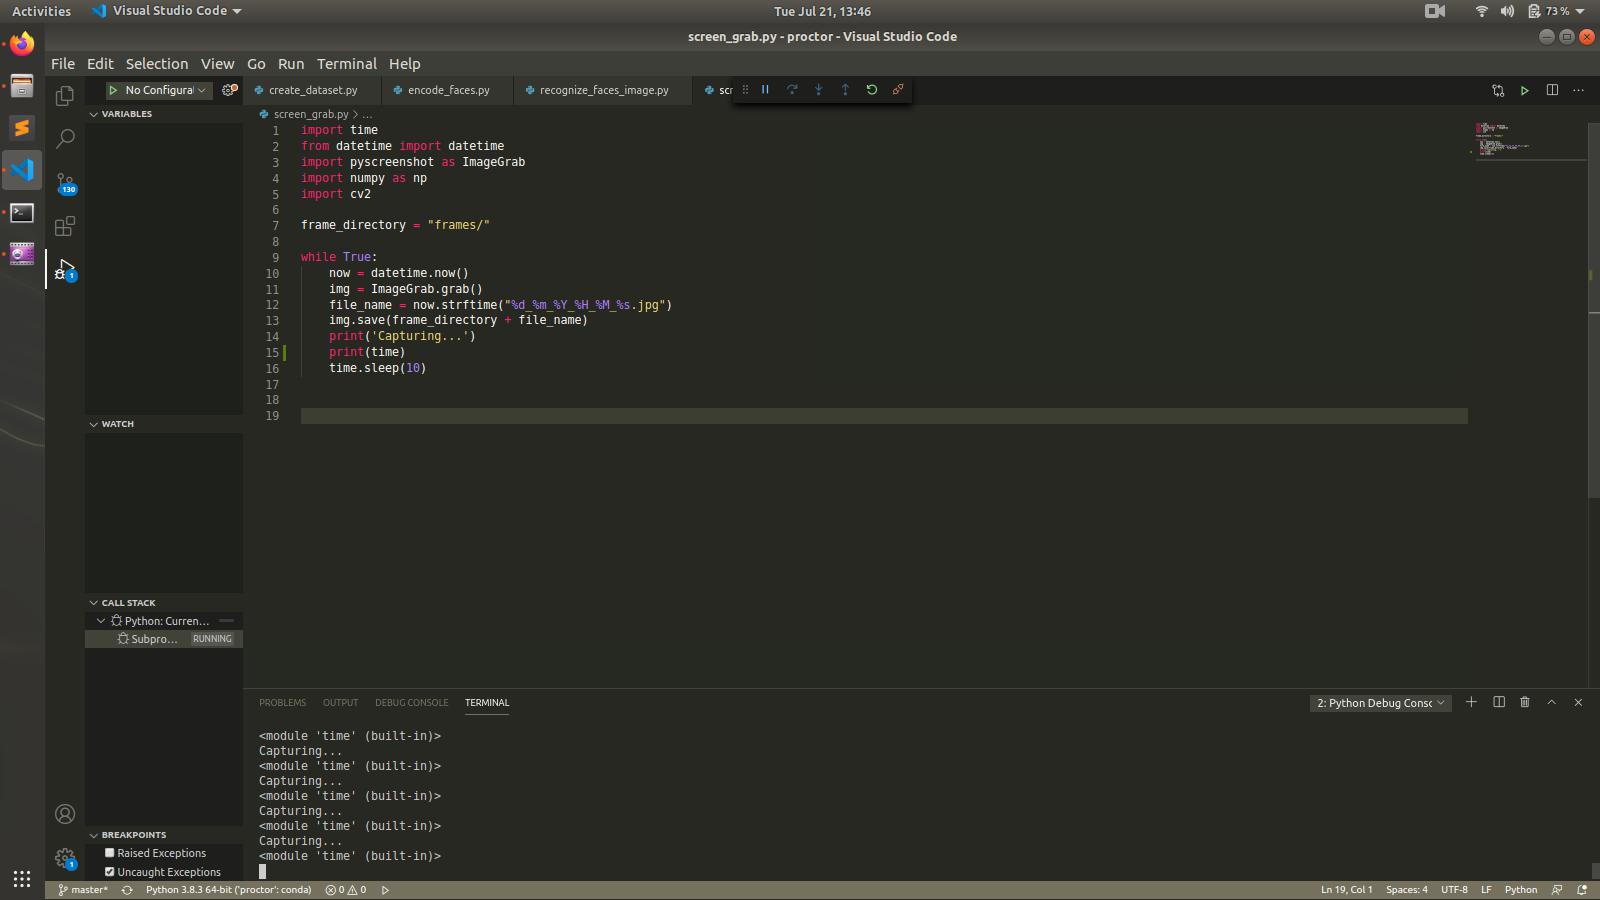 Activities
Visual Studio Code
Tue Jul 21, 13:46
73 %
screen_grab.py - proctor - Visual Studio Code
File Edit Selection View Go Run Terminal Help
No Configurat
create_dataset.py
encode_faces.py
recognize_faces_image.py
scr
VARIABLES
screen_grab.py > ...
1 import time
2 from datetime import datetime
3 import pyscreenshot as ImageGrab
4 import numpy as np
5 import cv2
6
7 frame_directory = "frames/"
8
9 while True:
10 now = datetime.now()
11 img = ImageGrab.grab()
12 file_name = now.strftime("%d_%m_%Y_%H_%M_%s.jpg")
13 img.save(frame_directory + file_name)
14 print('Capturing...')
15 print(time)
16 time.sleep(10)
17
18
19
130
1
WATCH
CALL STACK
Python: Curren...
Subpro... RUNNING
BREAKPOINTS
Raised Exceptions
Uncaught Exceptions
1
PROBLEMS OUTPUT DEBUG CONSOLE TERMINAL
2: Python Debug Consc
<module 'time' (built-in)>
Capturing...
<module 'time' (built-in)>
Capturing...
<module 'time' (built-in)>
Capturing...
<module 'time' (built-in)>
Capturing...
<module 'time' (built-in)>
master*
Python 3.8.3 64-bit ('proctor': conda)
0 0
Ln 19, Col 1
Spaces: 4
UTF-8
LF
Python